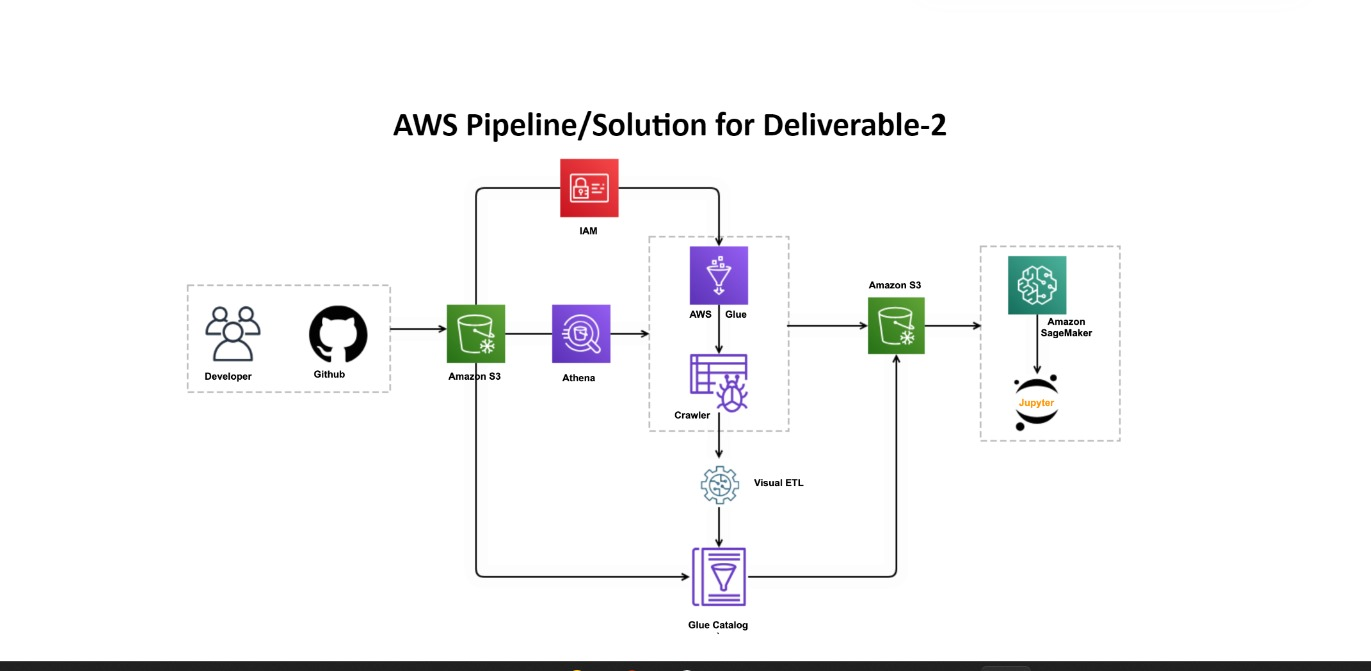 AWS Pipeline/Solution for Deliverable-2
IAM
Amazon S3
AWS Glue
Amazon
SageMaker
Developer
Github
Amazon S3
Athena
Jupyter
Crawler
Visual ETL
Glue Catalog